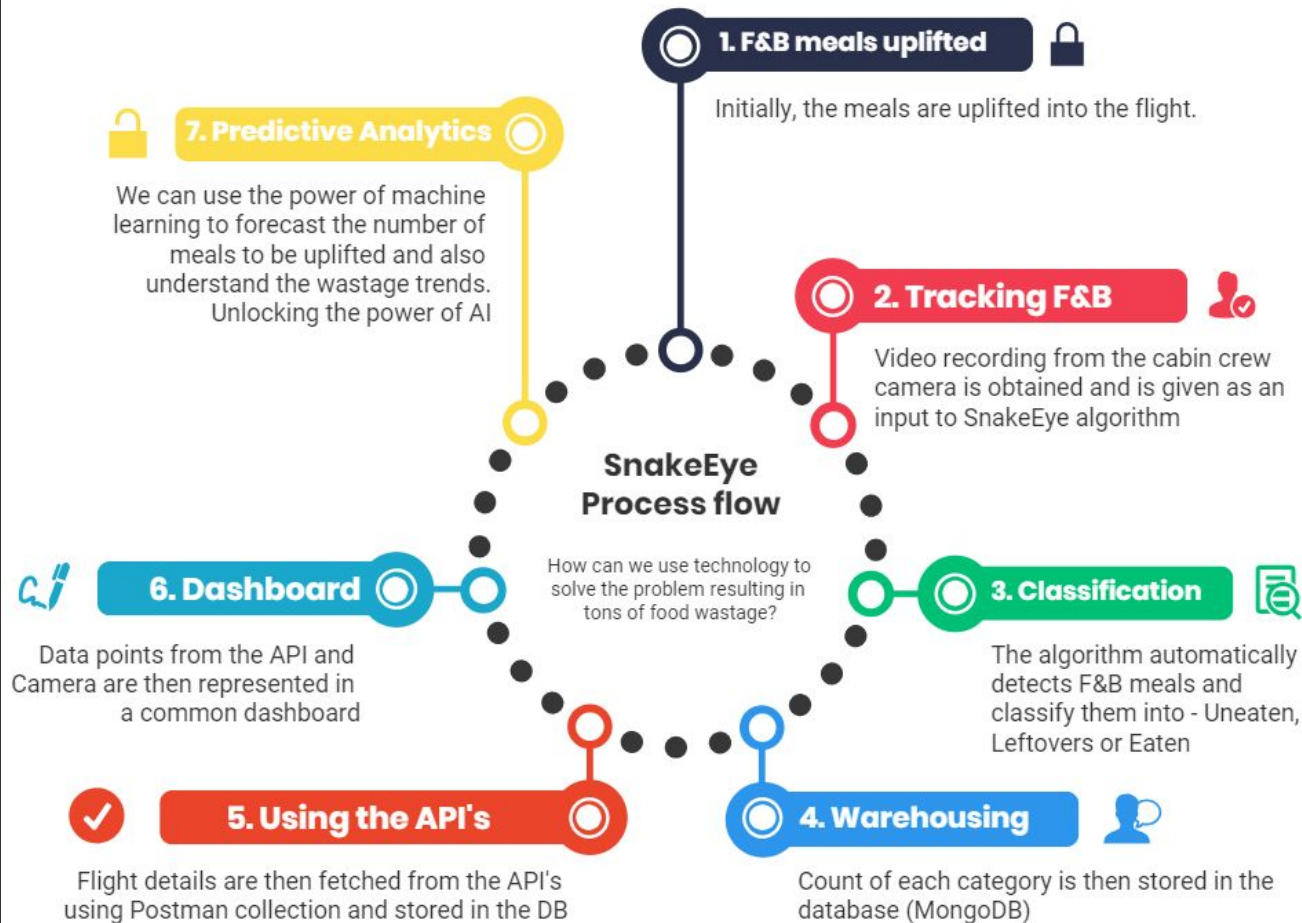 SnakeEye
Process flow
How can we use technology to
solve the problem resulting in
tons of food wastage?
1. F&B meals uplifted
Initially, the meals are uplifted into the flight.
2. Tracking F&B
Video recording from the cabin crew
camera is obtained and is given as an
input to SnakeEye algorithm
3. Classification
The algorithm automatically
detects F&B meals and
classify them into - Uneaten,
Leftovers or Eaten
4. Warehousing
Count of each category is then stored in the
database (MongoDB)
5. Using the API's
Flight details are then fetched from the API's
using Postman collection and stored in the DB
6. Dashboard
Data points from the API and
Camera are then represented in
a common dashboard
7. Predictive Analytics
We can use the power of machine
learning to forecast the number of
meals to be uplifted and also
understand the wastage trends.
Unlocking the power of AI